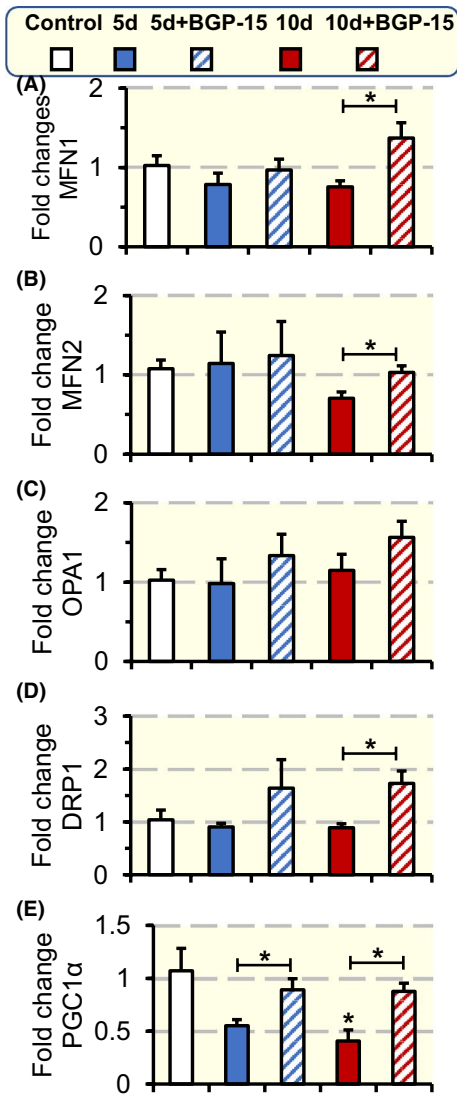 Control 5d 5d+BGP-15 10d 10d+BGP-15
(A)
Fold changes
MFN1
2
1
0
*
(B)
Fold change
MFN2
2
1
0
*
(C)
Fold change
OPA1
2
1
0
(D)
Fold change
DRP1
3
2
1
0
*
(E)
Fold change
PGC1α
1.5
1
0.5
0
*
*
*